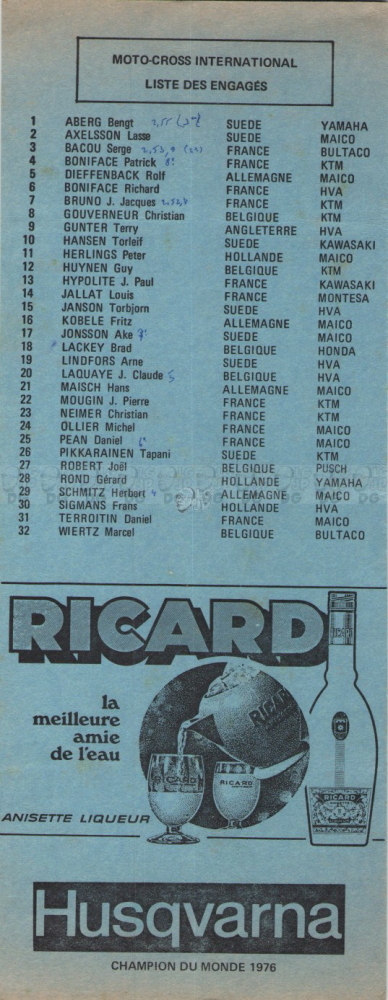 MOTO-CROSS INTERNATIONAL
LISTE DES ENGAGÉS
1 ABERG Bengt SUEDE YAMAHA
2 AXELSSON Lasse SUEDE MAICO
3 BACOU Serge FRANCE BULTACO
4 BONIFACE Patrick FRANCE KTM
5 DIEFFENBACK Rolf ALLEMAGNE MAICO
6 BONIFACE Richard FRANCE HVA
7 BRUNO J. Jacques FRANCE KTM
8 GOUVERNEUR Christian BELGIQUE KTM
9 GUNTER Terry ANGLETERRE HVA
10 HANSEN Torleif SUEDE KAWASAKI
11 HERLINGS Peter HOLLANDE MAICO
12 HUYNEN Guy BELGIQUE KTM
13 HYPOLITE J. Paul FRANCE KAWASAKI
14 JALLAT Louis FRANCE MONTESA
15 JANSON Torbjorn SUEDE HVA
16 KOBELE Fritz ALLEMAGNE MAICO
17 JONSSON Ake SUEDE MAICO
18 LACKEY Brad BELGIQUE HONDA
19 LINDFORS Arne SUEDE HVA
20 LAQUAYE J. Claude BELGIQUE HVA
21 MAISCH Hans ALLEMAGNE MAICO
22 MOUGIN J. Pierre FRANCE KTM
23 NEIMER Christian FRANCE KTM
24 OLLIER Michel FRANCE MAICO
25 PEAN Daniel FRANCE MAICO
26 PIKKARAINEN Tapani SUEDE KTM
27 ROBERT Joël BELGIQUE PUSCH
28 ROND Gérard HOLLANDE YAMAHA
29 SCHMITZ Herbert ALLEMAGNE MAICO
30 SIGMANS Frans HOLLANDE HVA
31 TERROITIN Daniel FRANCE MAICO
32 WIERTZ Marcel BELGIQUE BULTACO
RICARD
la
meilleure
amie
de l'eau
RICARD
RICARD
RICARD
RICARD
ANISETTE LIQUEUR
Husqvarna
CHAMPION DU MONDE 1976